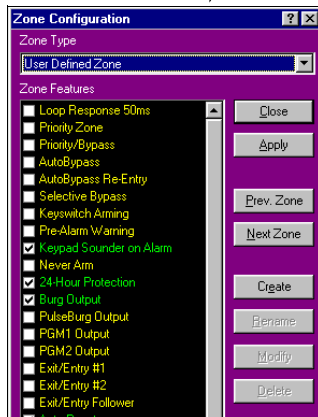 Zone Configuration
Zone Type
User Defined Zone
Zone Features
Loop Response 50ms
Priority Zone
Priority/Bypass
AutoBypass
AutoBypass Re-Entry
Selective Bypass
Keyswitch Arming
Pre-Alarm Warning
Keypad Sounder on Alarm
Never Arm
24-Hour Protection
Burg Output
PulseBurg Output
PGM1 Output
PGM2 Output
Exit/Entry #1
Exit/Entry #2
Exit/Entry Follower
Close
Apply
Prev. Zone
Next Zone
Create
Rename
Modify
Delete